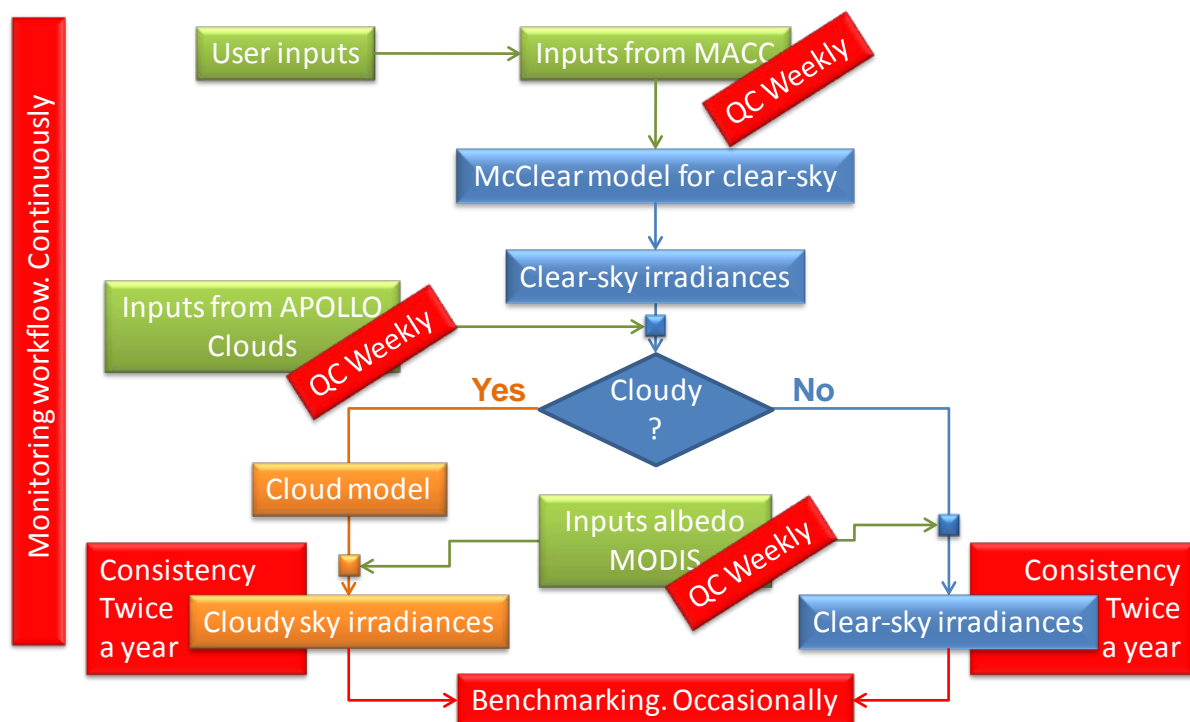 Monitoring workflow. Continuously
User inputs
Inputs from MACC
QC Weekly
McClear model for clear-sky
Clear-sky irradiances
Inputs from APOLLO
Clouds
QC Weekly
Yes
Cloudy
?
No
Cloud model
Inputs albedo
MODIS
QC Weekly
Consistency
Twice
a year
Cloudy sky irradiances
Clear-sky irradiances
Consistency
Twice
a year
Benchmarking. Occasionally